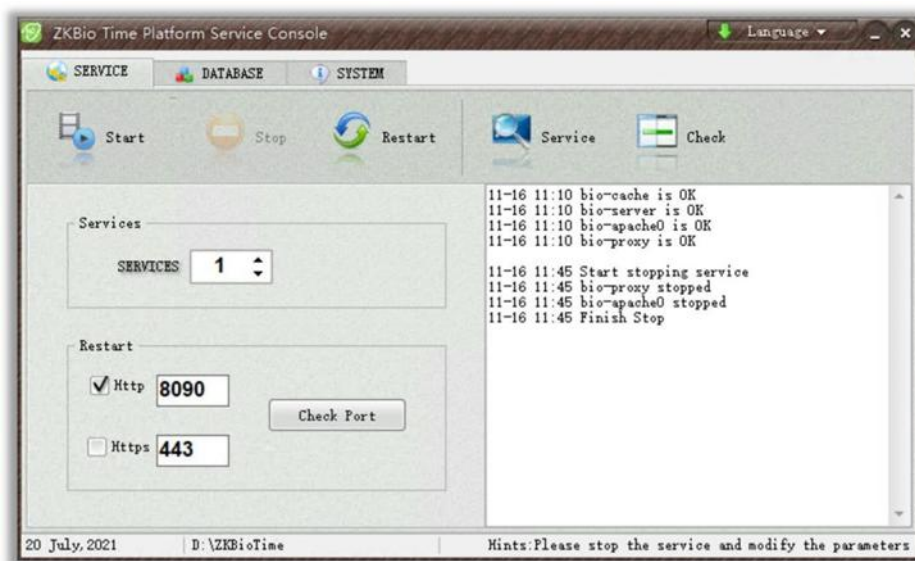 ZKBio Time Platform Service Console
Language
SERVICE
DATABASE
SYSTEM
Start
Stop
Restart
Service
Check
Services
SERVICES
1
Restart
Http 8090
Check Port
Https 443
11-16 11:10 bio-cache is OK
11-16 11:10 bio-server is OK
11-16 11:10 bio-apache0 is OK
11-16 11:10 bio-proxy is OK
11-16 11:45 Start stopping service
11-16 11:45 bio-proxy stopped
11-16 11:45 bio-apache0 stopped
11-16 11:45 Finish Stop
20 July,2021
D:\ZKBioTime
Hints:Please stop the service and modify the parameters